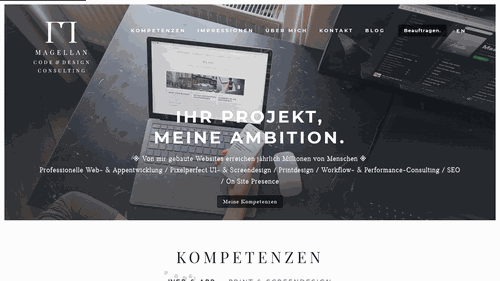 MAGELLAN
CODE & DESIGN
CONSULTING
KOMPETENZEN IMPRESSIONEN ÜBER MICH KONTAKT BLOG Beauftragen. EN
IHR PROJEKT,
MEINE AMBITION.
Von mir gebaute Websites erreichen jährlich Millionen von Menschen
Professionelle Web- & Appentwicklung / Pixelperfect UI- & Screendesign / Printdesign / Workflow- & Performance-Consulting / SEO
/ On Site Presence
Meine Kompetenzen
KOMPETENZEN
WEB & APP PRINT & SCREENDESIGN